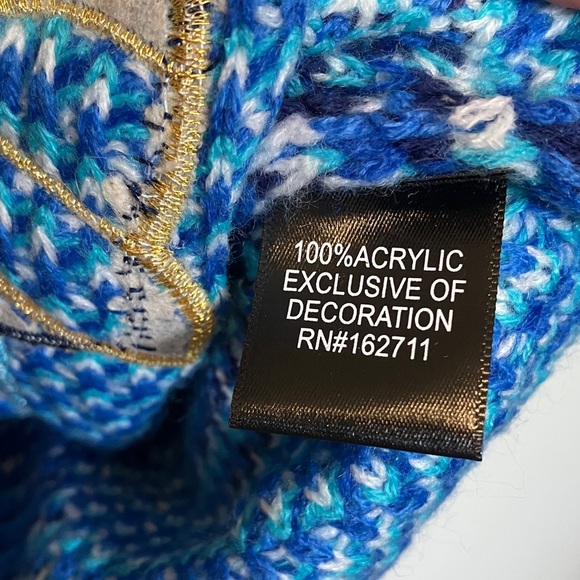 100%ACRYLIC
EXCLUSIVE OF
DECORATION
RN#162711